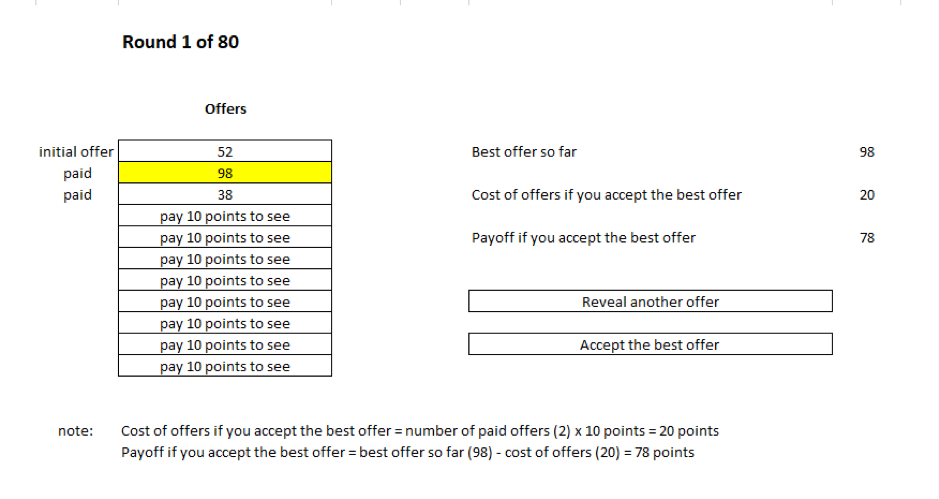 Round 1 of 80
Offers
initial offer 52 Best offer so far 98
paid 98
paid 38 Cost of offers if you accept the best offer 20
pay 10 points to see
pay 10 points to see Payoff if you accept the best offer 78
pay 10 points to see
pay 10 points to see
pay 10 points to see Reveal another offer
pay 10 points to see
pay 10 points to see Accept the best offer
pay 10 points to see
note: Cost of offers if you accept the best offer = number of paid offers (2) x 10 points = 20 points
Payoff if you accept the best offer = best offer so far (98) - cost of offers (20) = 78 points